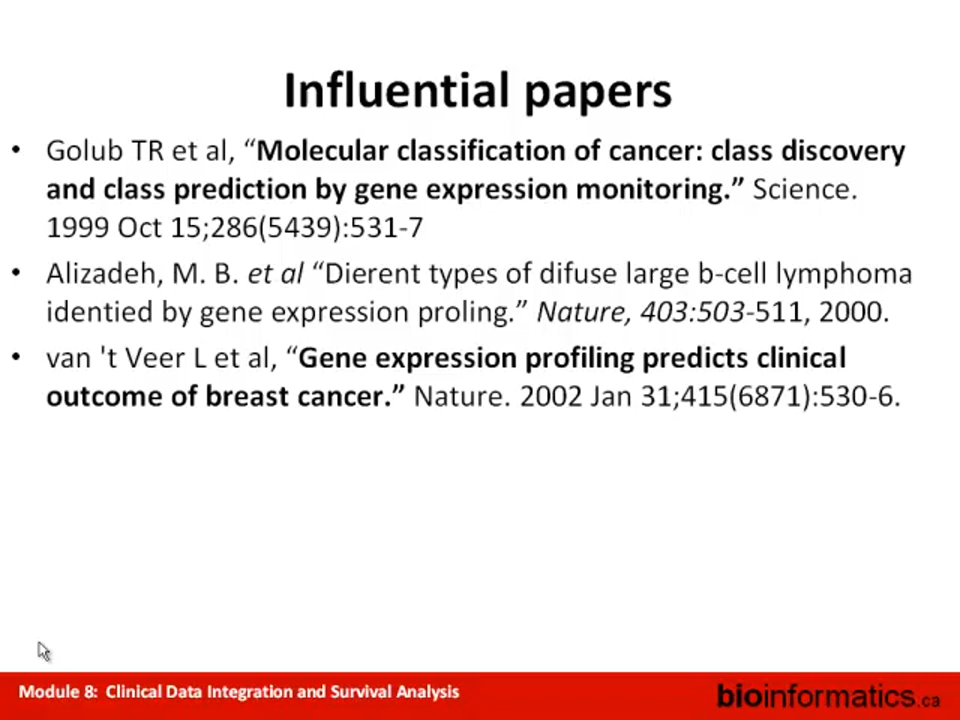 Influential papers
• Golub TR et al, “Molecular classification of cancer: class discovery
and class prediction by gene expression monitoring.” Science.
1999 Oct 15;286(5439):531-7
• Alizadeh, M. B. et al “Dierent types of difuse large b-cell lymphoma
identied by gene expression proling.” Nature, 403:503-511, 2000.
• van 't Veer L et al, “Gene expression profiling predicts clinical
outcome of breast cancer.” Nature. 2002 Jan 31;415(6871):530-6.
Module 8: Clinical Data Integration and Survival Analysis
bioinformatics.ca